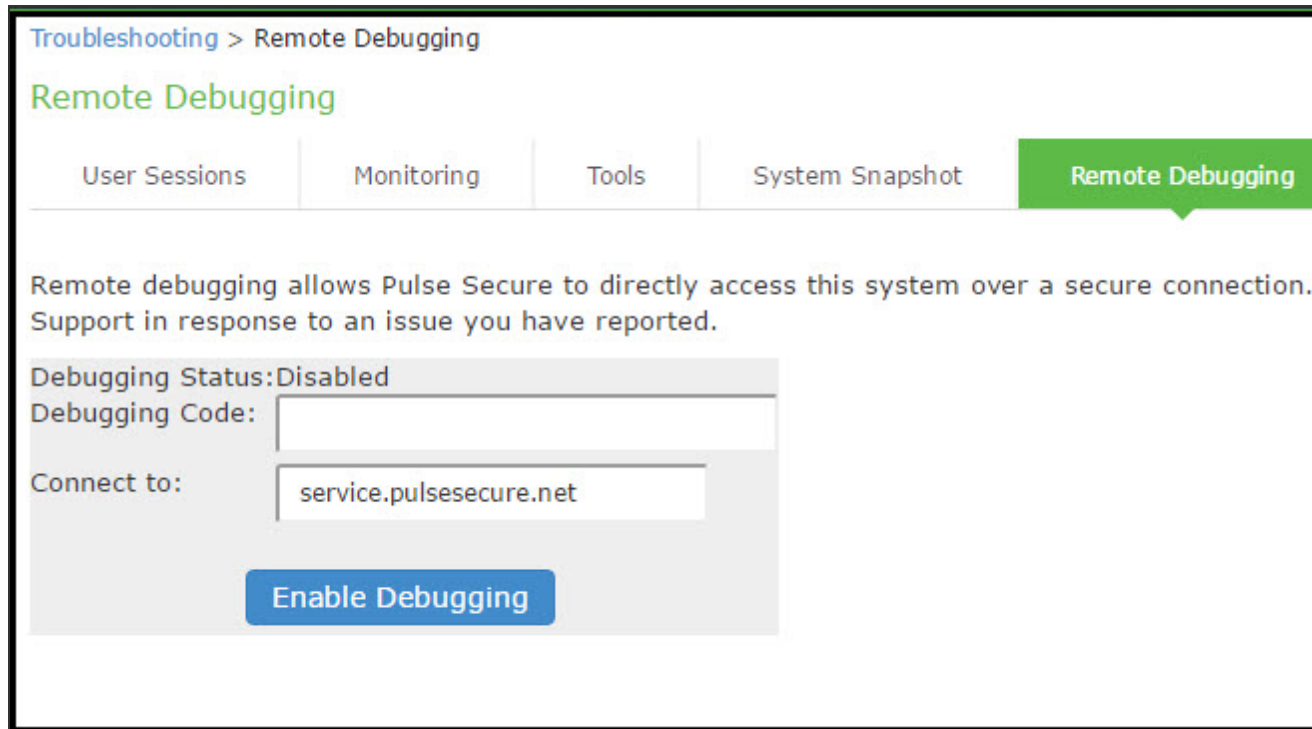 Troubleshooting > Remote Debugging
Remote Debugging
User Sessions Monitoring Tools System Snapshot Remote Debugging
Remote debugging allows Pulse Secure to directly access this system over a secure connection.
Support in response to an issue you have reported.
Debugging Status:Disabled
Debugging Code:
Connect to: service.pulsesecure.net
Enable Debugging